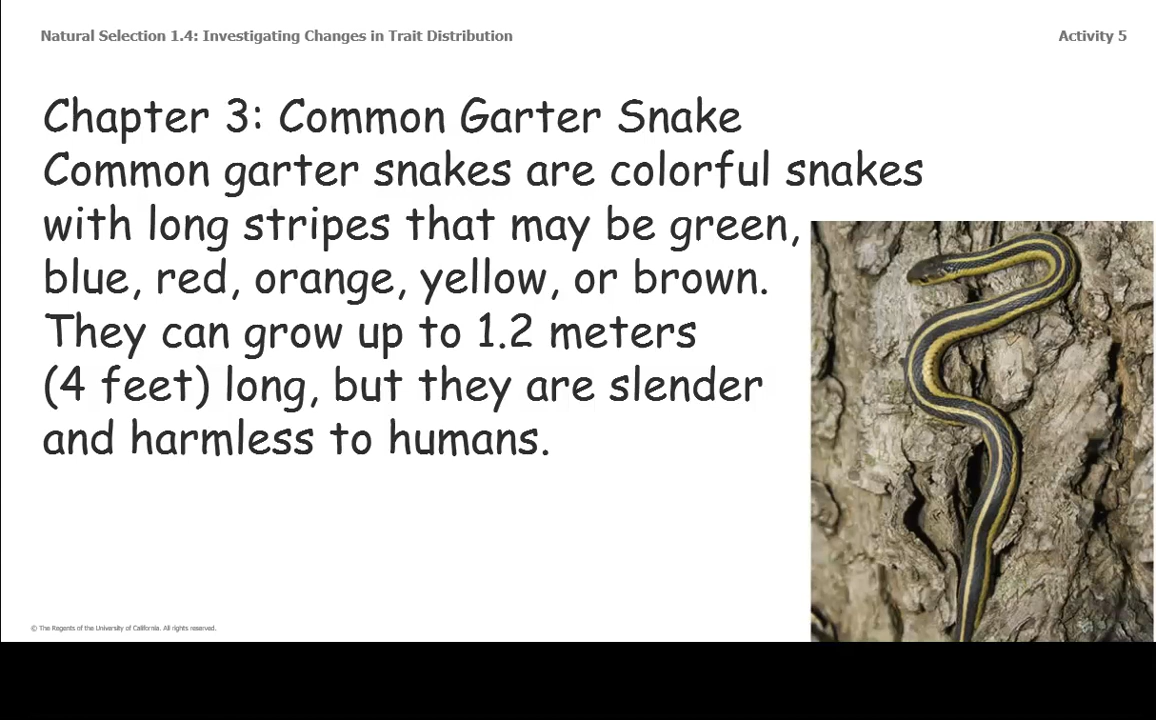 Natural Selection 1.4: Investigating Changes in Trait Distribution
Activity 5
Chapter 3: Common Garter Snake
Common garter snakes are colorful snakes
with long stripes that may be green,
blue, red, orange, yellow, or brown.
They can grow up to 1.2 meters
(4 feet) long, but they are slender
and harmless to humans.
© The Regents of the University of California. All rights reserved.